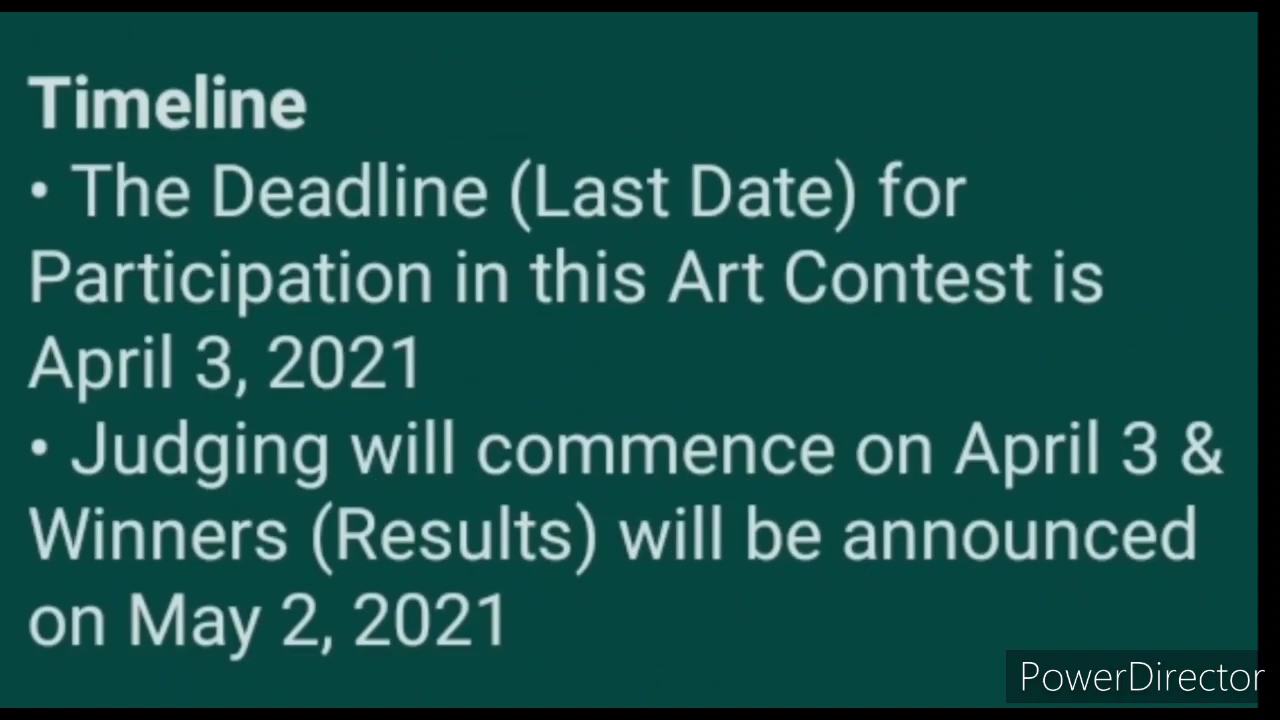 Timeline
• The Deadline (Last Date) for
Participation in this Art Contest is
April 3, 2021
• Judging will commence on April 3 &
Winners (Results) will be announced
on May 2, 2021
PowerDirector